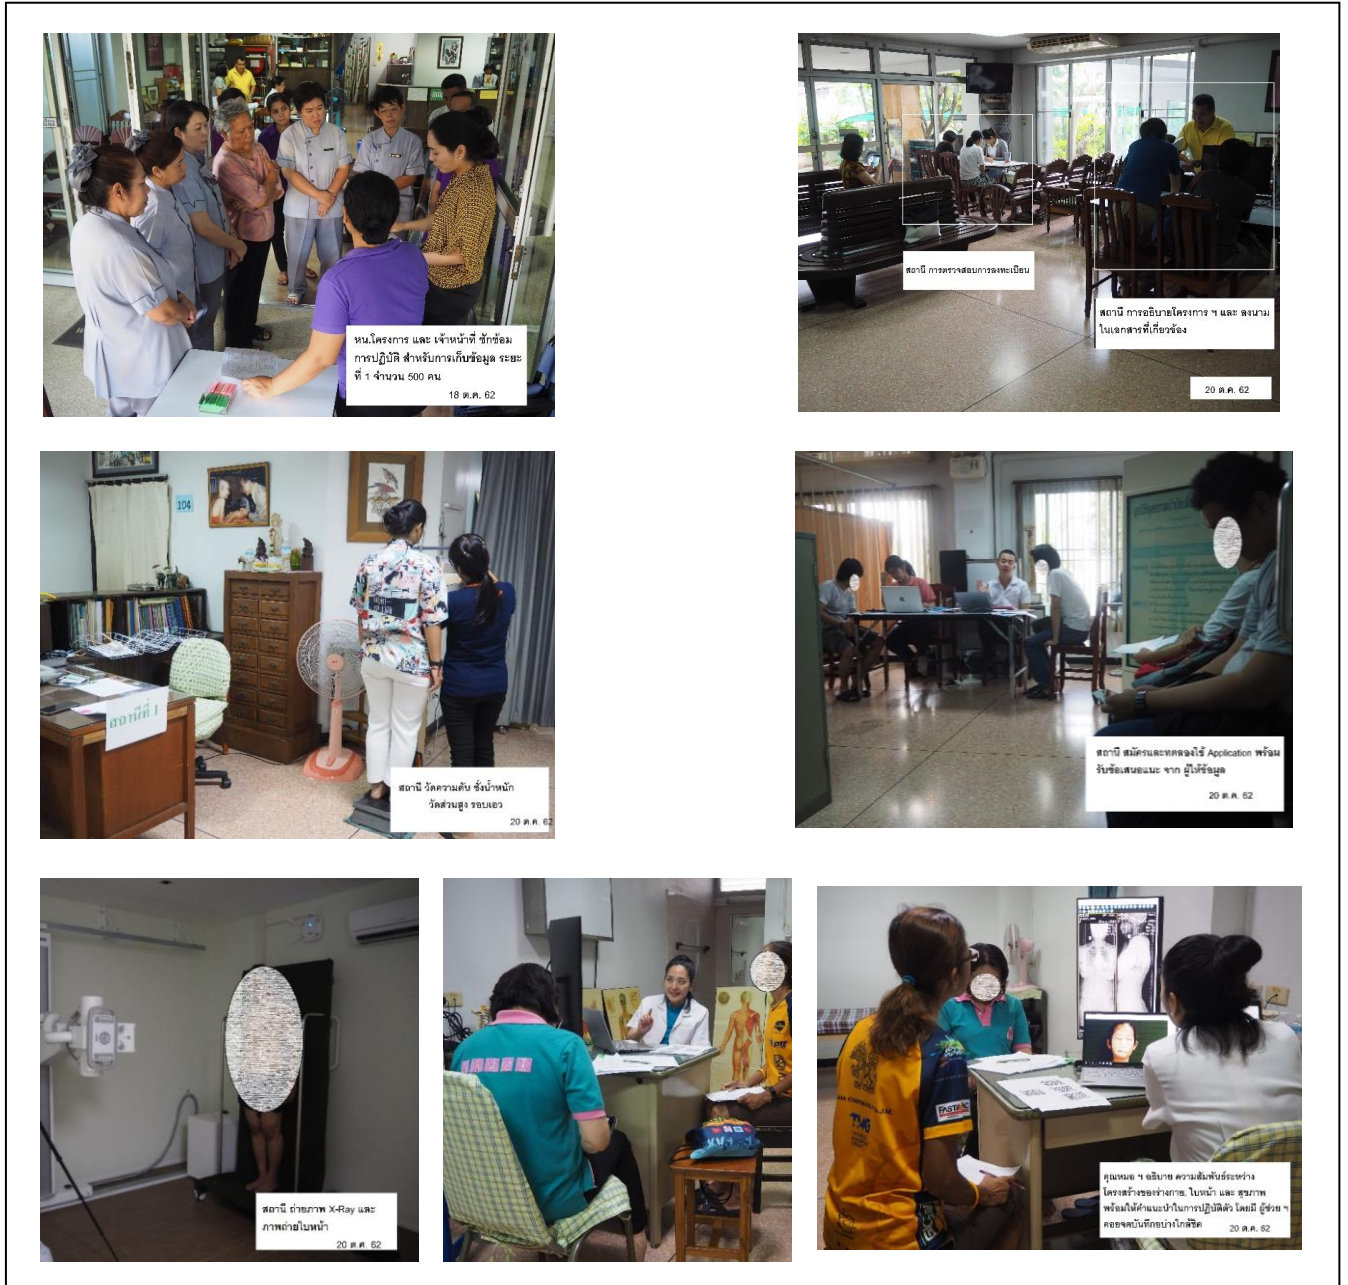 หน.โครงการ และ เจ้าหน้าที่ ซักซ้อม
การปฏิบัติ สำหรับการเก็บข้อมูล ระยะ
ที่ 1 จำนวน 500 คน
18 ต.ค. 62
สถานี การตรวจสอบการลงทะเบียน
สถานี การอธิบายโครงการ ฯ และ ลงนาม
ในเอกสารที่เกี่ยวข้อง
20 ต.ค. 62
104
สถานีที่ 1
สถานี วัดความดัน ชั่งน้ำหนัก
วัดส่วนสูง รอบเอว
20 ต.ค. 62
สถานี สมัครและทดลองใช้ Application พร้อม
รับข้อเสนอแนะ จาก ผู้ให้ข้อมูล
20 ต.ค. 62
สถานี ถ่ายภาพ X-Ray และ
ภาพถ่ายใบหน้า
20 ต.ค. 62
ptt
FASTRAC
คุณหมอ ฯ อธิบาย ความสัมพันธ์ระหว่าง
โครงสร้างของร่างกาย, ใบหน้า และ สุขภาพ
พร้อมให้คำแนะนำในการปฏิบัติตัว โดยมี ผู้ช่วย ฯ
คอยจดบันทึกอย่างใกล้ชิด 20 ต.ค. 62